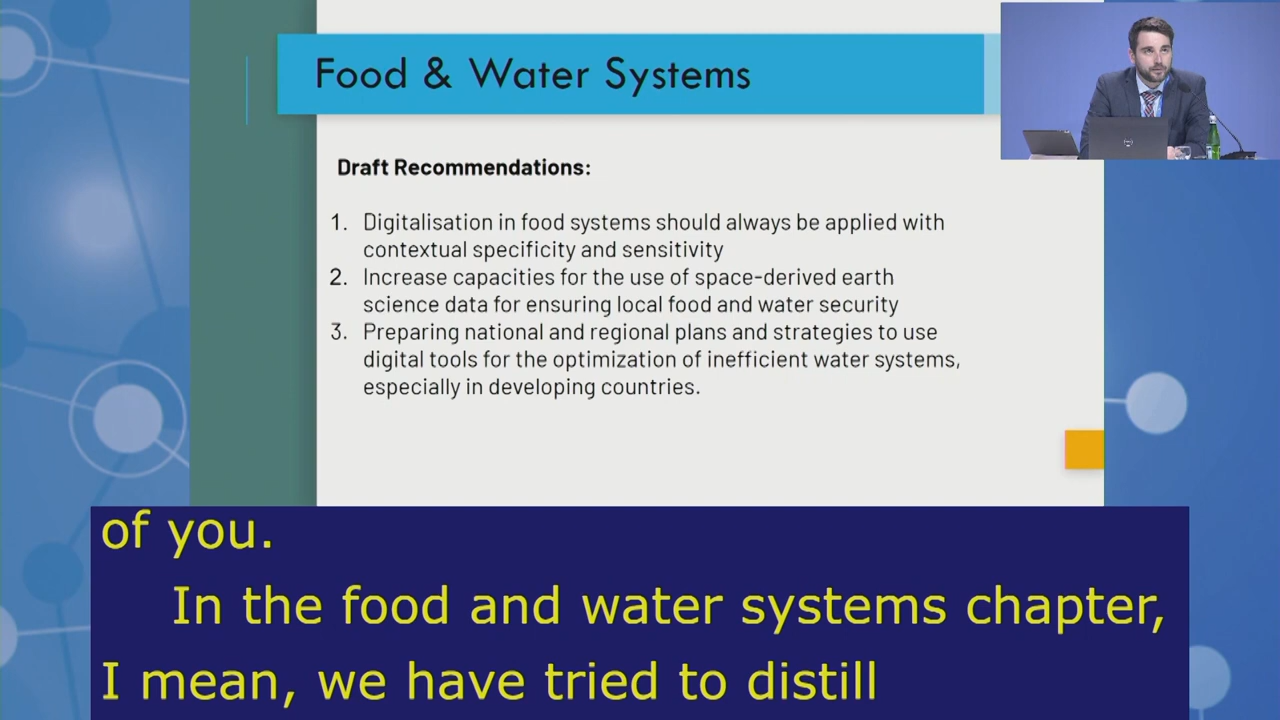 Food & Water Systems
Draft Recommendations:
1. Digitalisation in food systems should always be applied with
contextual specificity and sensitivity
2. Increase capacities for the use of space-derived earth
science data for ensuring local food and water security
3. Preparing national and regional plans and strategies to use
digital tools for the optimization of inefficient water systems,
especially in developing countries.
of you.
In the food and water systems chapter,
I mean, we have tried to distill